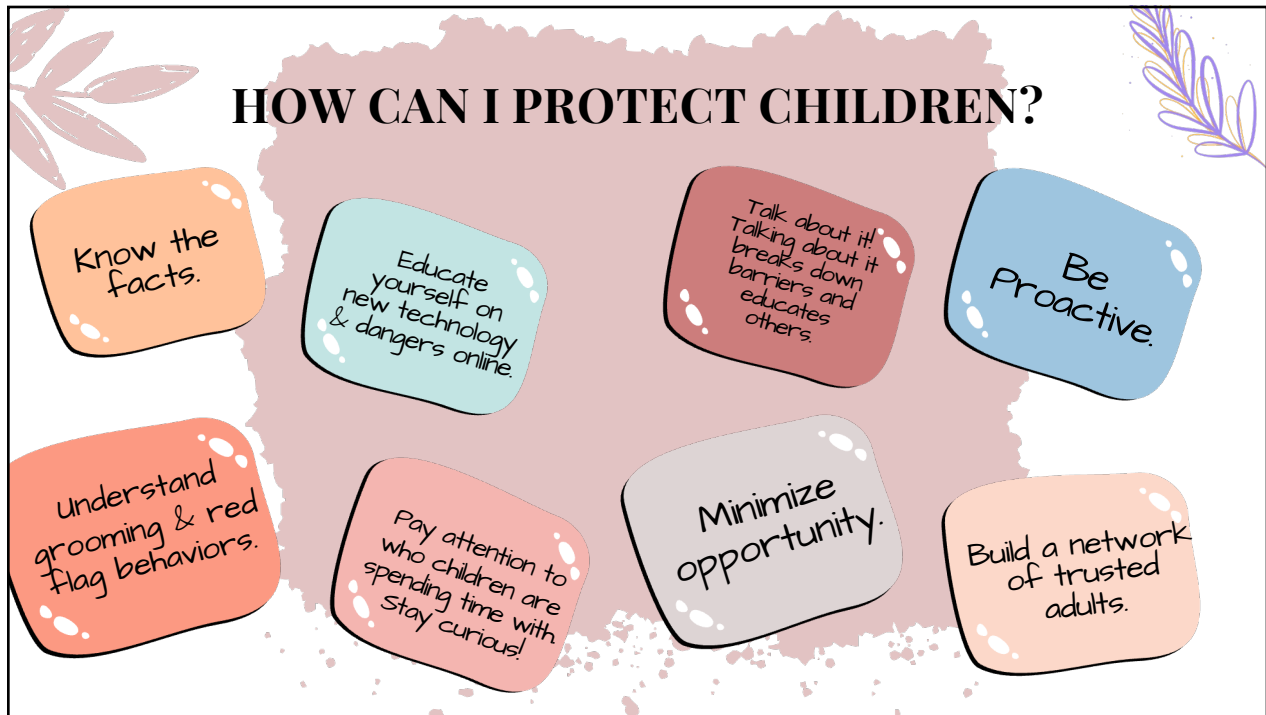 HOW CAN I PROTECT CHILDREN?
Know the
facts.
Educate
yourself on
new technology
& dangers online.
Talk about it!
Talking about it
breaks down
barriers and
educates
others.
Be
Proactive.
Understand
grooming & red
flag behaviors.
Pay attention to
who children are
spending time with.
Stay curious!
Minimize
opportunity.
Build a network
of trusted
adults.